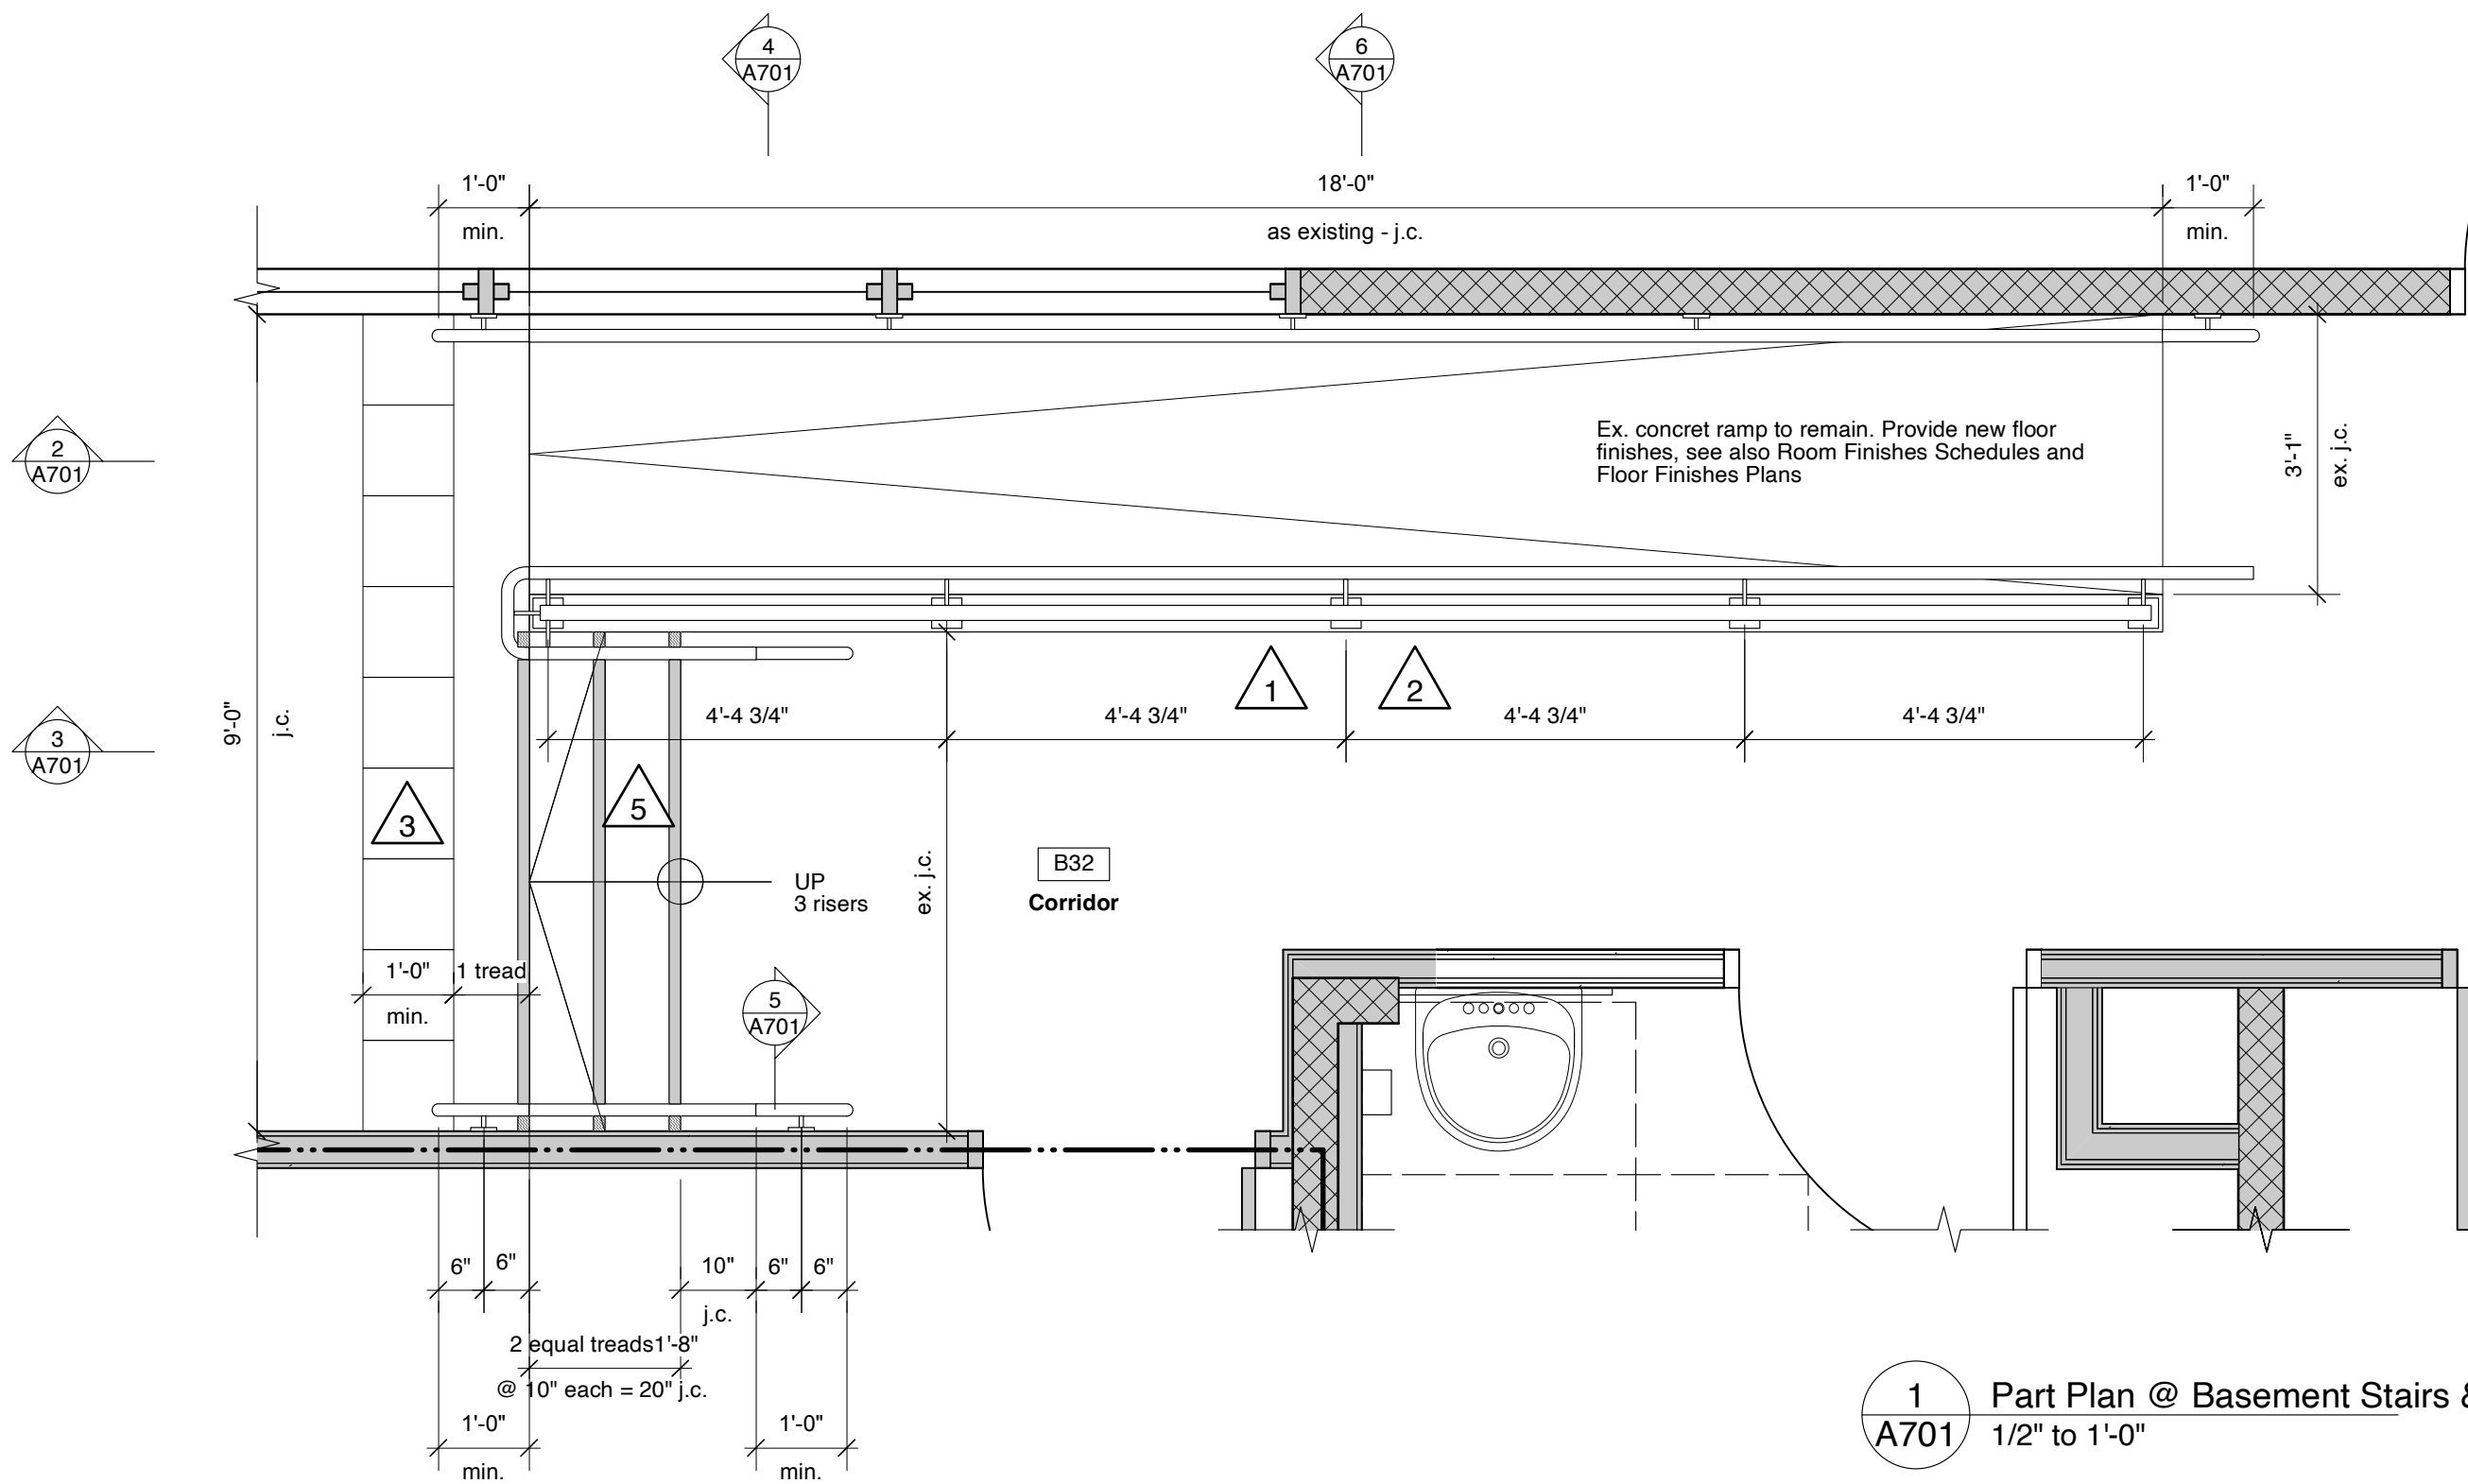 4
A701
6
A701
1'-0"
min.
18'-0"
as existing - j.c.
1'-0"
min.
2
A701
Ex. concret ramp to remain. Provide new floor
finishes, see also Room Finishes Schedules and
Floor Finishes Plans
3'-1"
ex. j.c.
3
A701
9'-0"
j.c.
1
2
4'-4 3/4"
4'-4 3/4"
4'-4 3/4"
4'-4 3/4"
3
5
UP
3 risers
ex. j.c.
B32
Corridor
1'-0"
min.
1 tread
5
A701
6"
6"
10"
j.c.
6"
6"
2 equal treads1'-8"
@ 10" each = 20" j.c.
1'-0"
min.
1'-0"
min.
1
A701
Part Plan @ Basement Stairs &
1/2" to 1'-0"